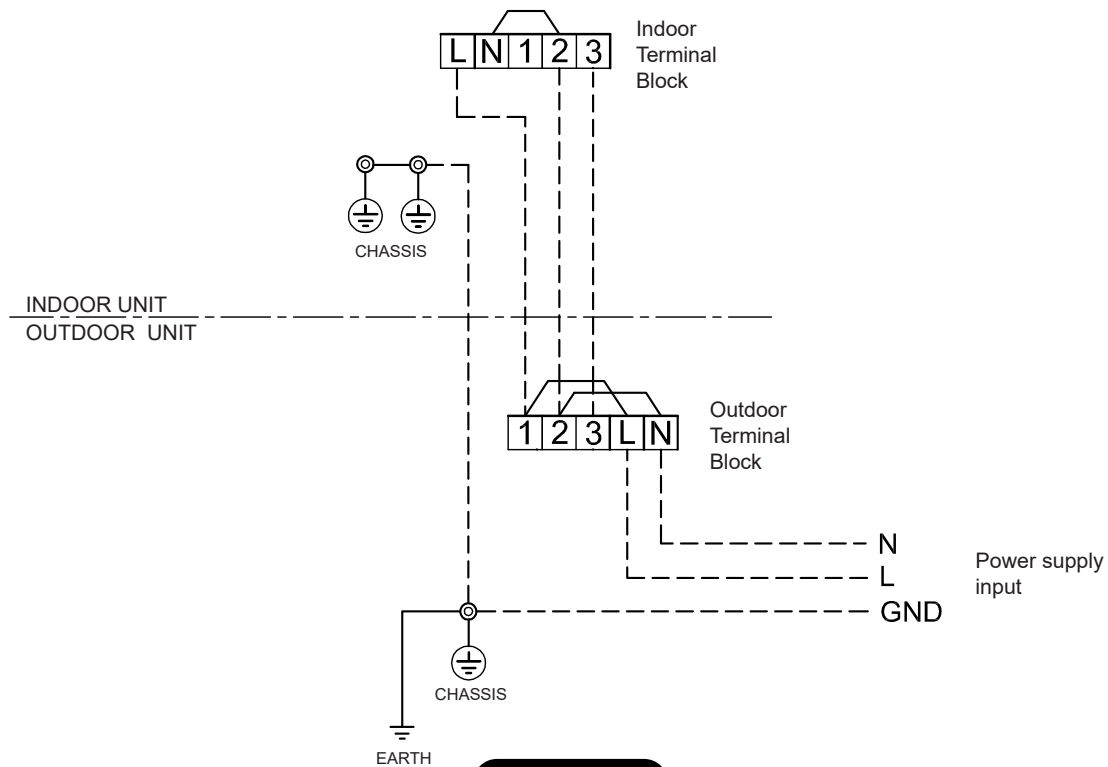 Indoor
Terminal
Block
L N 1 2 3
CHASSIS
INDOOR UNIT
OUTDOOR UNIT
Outdoor
Terminal
Block
1 2 3 L N
N
L
GND
Power supply
input
CHASSIS
EARTH